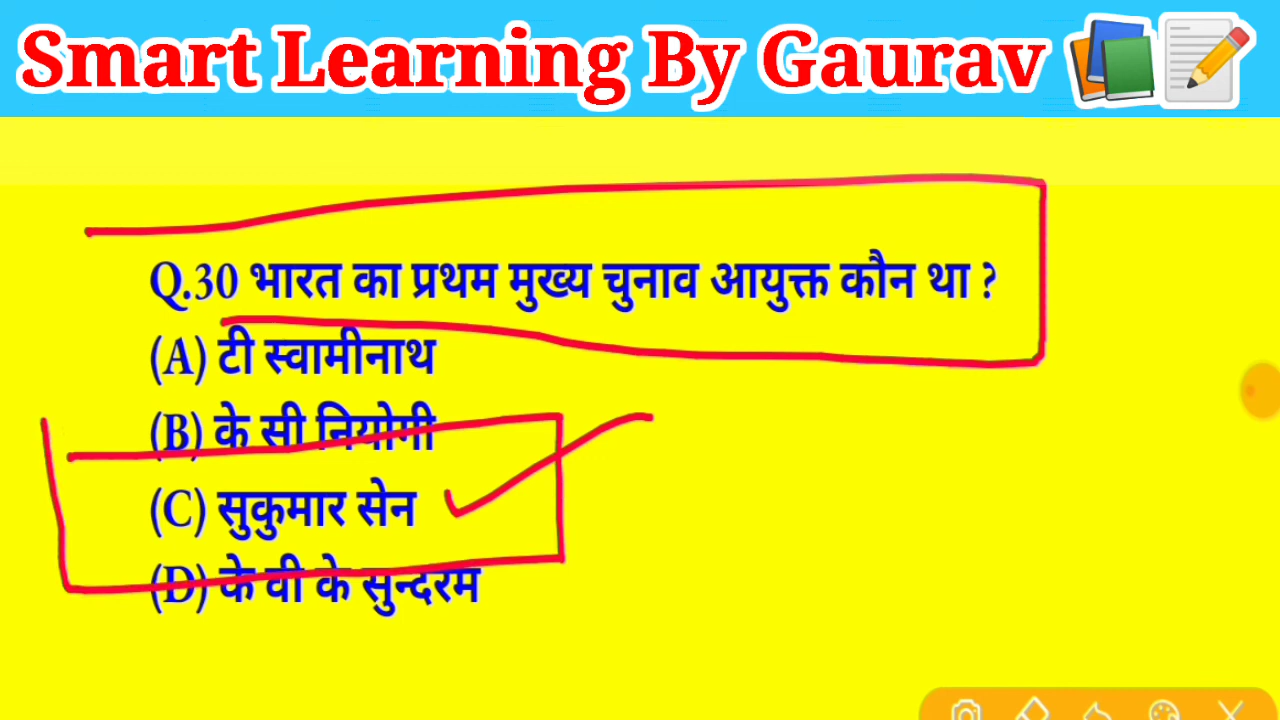 Smart Learning By Gaurav
Q.30 भारत का प्रथम मुख्य चुनाव आयुक्त कौन था ?
(A) टी स्वामीनाथ
(B) के सी नियोगी
(C) सुकुमार सेन
(D) के वी के सुन्दरम